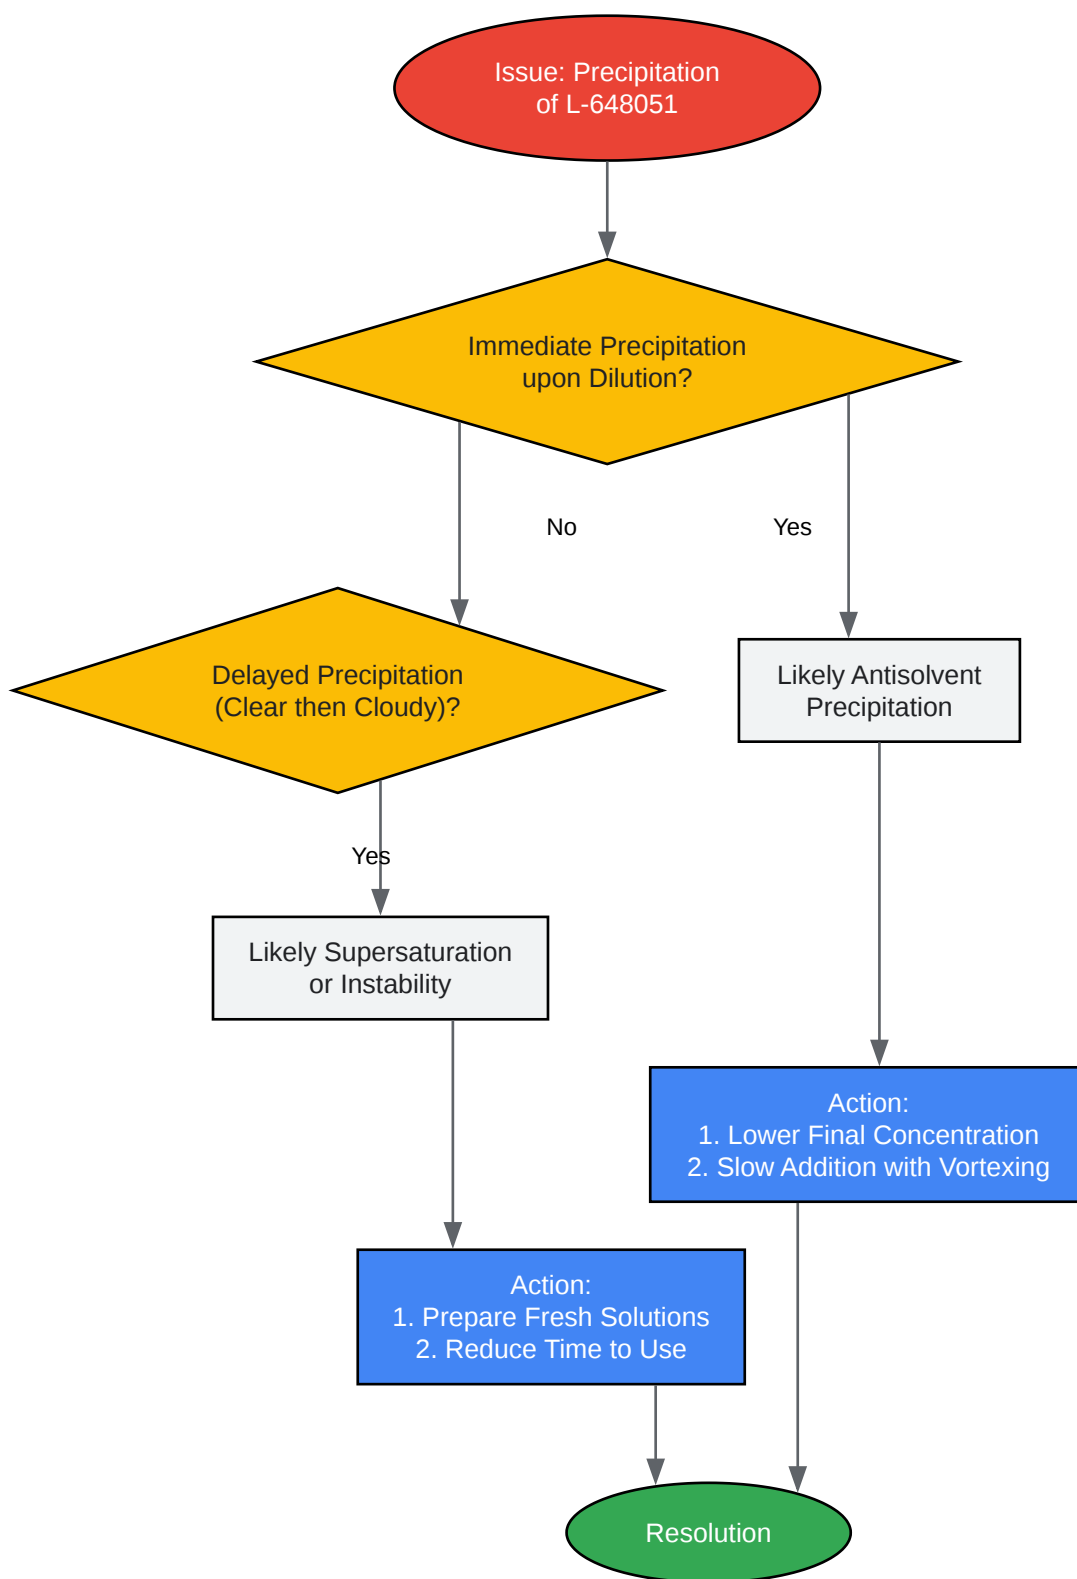 Issue: Precipitation
of L-648051
Immediate Precipitation
upon Dilution?
No
Yes
Delayed Precipitation
(Clear then Cloudy)?
Likely Antisolvent
Precipitation
Yes
Likely Supersaturation
or Instability
Action:
1. Lower Final Concentration
2. Slow Addition with Vortexing
Action:
1. Prepare Fresh Solutions
2. Reduce Time to Use
Resolution